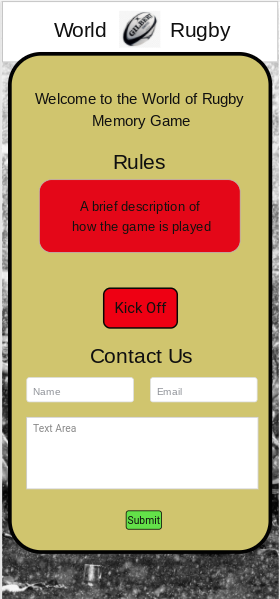 World GILBERT Rugby
Welcome to the World of Rugby
Memory Game
Rules
A brief description of
how the game is played
Kick Off
Contact Us
Name Email
Text Area
Submit